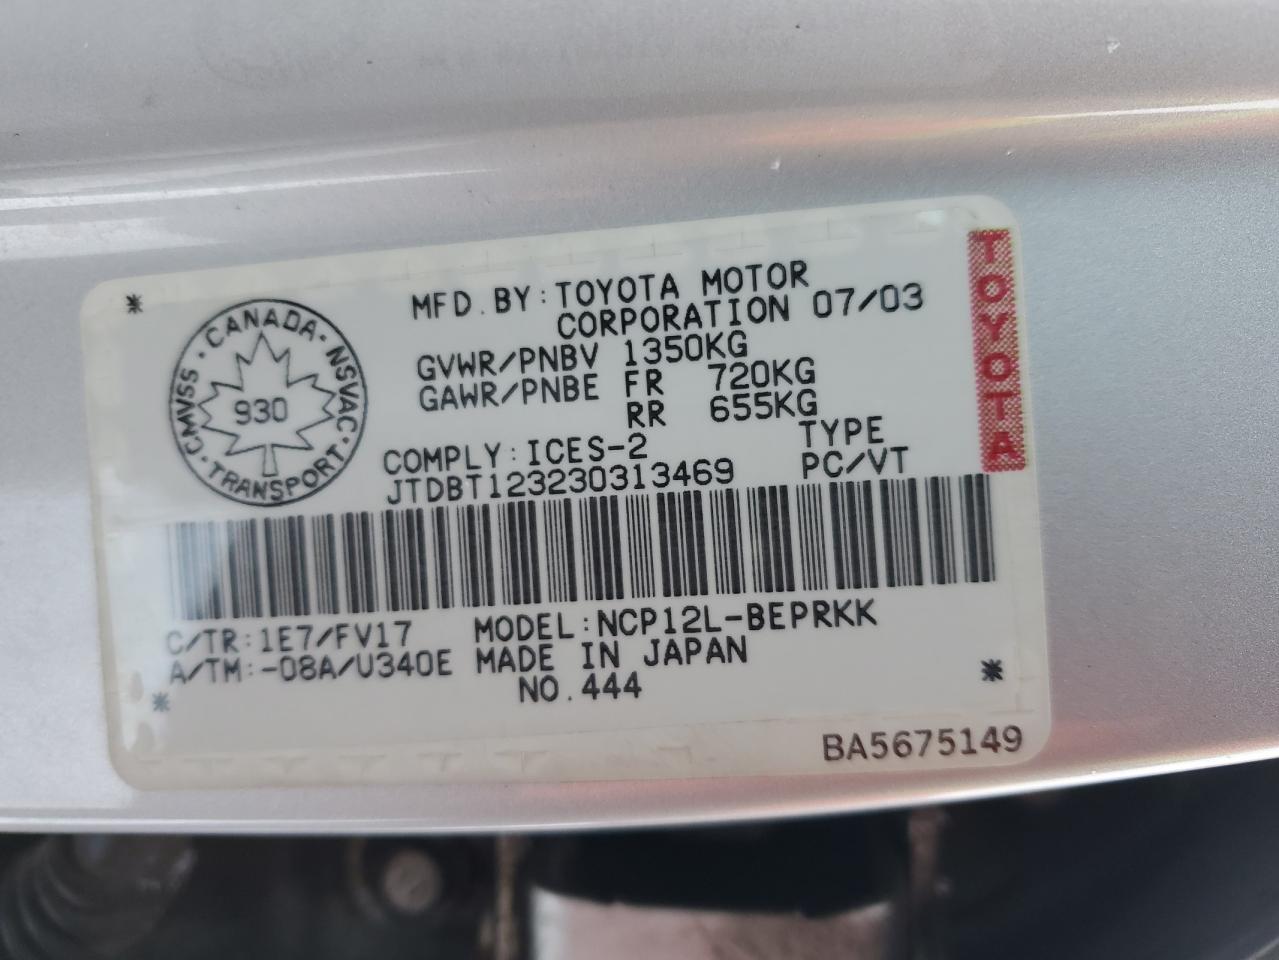 *
MFD.BY:TOYOTA MOTOR
CORPORATION 07/03
GVWR/PNBV 1350KG
GAWR/PNBE FR 720KG
RR 655KG
COMPLY:ICES-2
TYPE
JTDBT123230313469
PC/VT
CANADA · NSVAC · TRANSPORT · CMVSS ·
930
TOYOTA
C/TR:1E7/FV17 MODEL:NCP12L-BEPRKK
A/TM:-08A/U340E MADE IN JAPAN
* NO.444 *
BA5675149